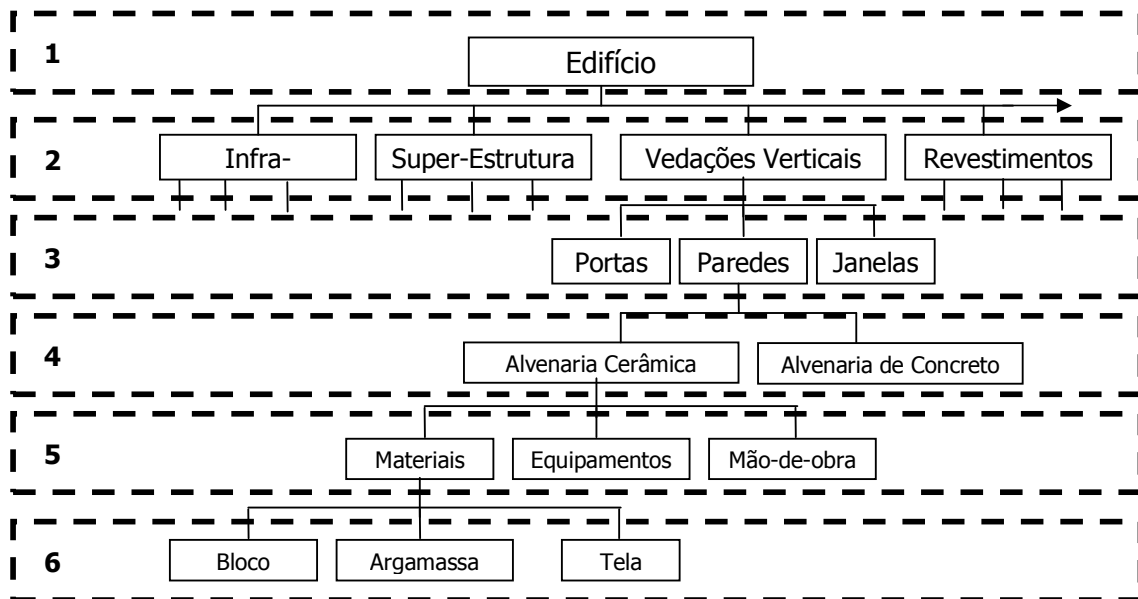 1
Edifício
2
Infra-
Super-Estrutura
Vedações Verticais
Revestimentos
3
Portas
Paredes
Janelas
4
Alvenaria Cerâmica
Alvenaria de Concreto
5
Materiais
Equipamentos
Mão-de-obra
6
Bloco
Argamassa
Tela